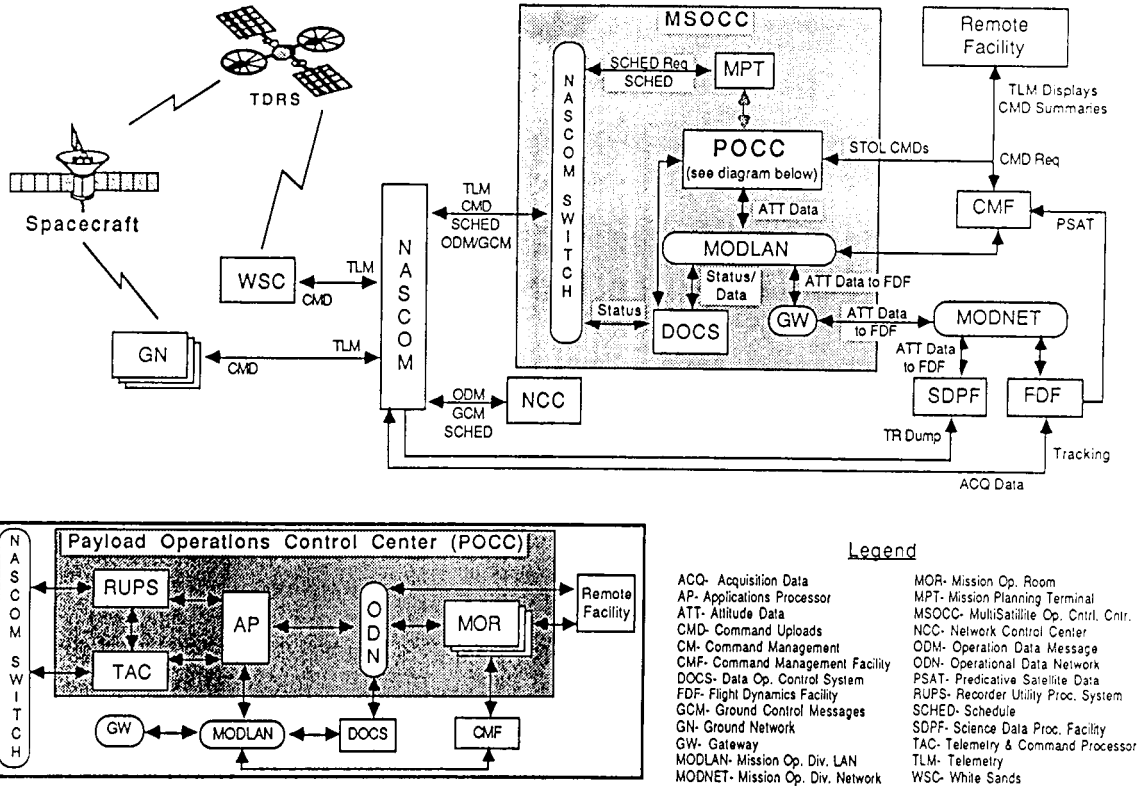 TDRS
Spacecraft
WSC
GN
TLM
CMD
TLM
CMD
NASCOM
TLM
CMD
SCHED
ODM/GCM
ODM
GCM
SCHED
NCC
MSOCC
NASCOM SWITCH
SCHED Req
SCHED
MPT
POCC
(see diagram below)
ATT Data
MODLAN
Status/
Data
ATT Data to FDF
Status
DOCS
GW
ATT Data
to FDF
MODNET
ATT Data
to FDF
SDPF
FDF
TR Dump
Tracking
ACQ Data
Remote
Facility
TLM Displays
CMD Summaries
STOL CMDs
CMD Req
CMF
PSAT
NASCOM SWITCH
Payload Operations Control Center (POCC)
RUPS
TAC
AP
ODN
MOR
Remote
Facility
GW
MODLAN
DOCS
CMF
Legend
ACQ- Acquisition Data
AP- Applications Processor
ATT- Attitude Data
CMD- Command Uploads
CM- Command Management
CMF- Command Management Facility
DOCS- Data Op. Control System
FDF- Flight Dynamics Facility
GCM- Ground Control Messages
GN- Ground Network
GW- Gateway
MODLAN- Mission Op. Div. LAN
MODNET- Mission Op. Div. Network
MOR- Mission Op. Room
MPT- Mission Planning Terminal
MSOCC- MultiSatillite Op. Cntrl. Cntr.
NCC- Network Control Center
ODM- Operation Data Message
ODN- Operational Data Network
PSAT- Predicative Satellite Data
RUPS- Recorder Utility Proc. System
SCHED- Schedule
SDPF- Science Data Proc. Facility
TAC- Telemetry & Command Processor
TLM- Telemetry
WSC- White Sands